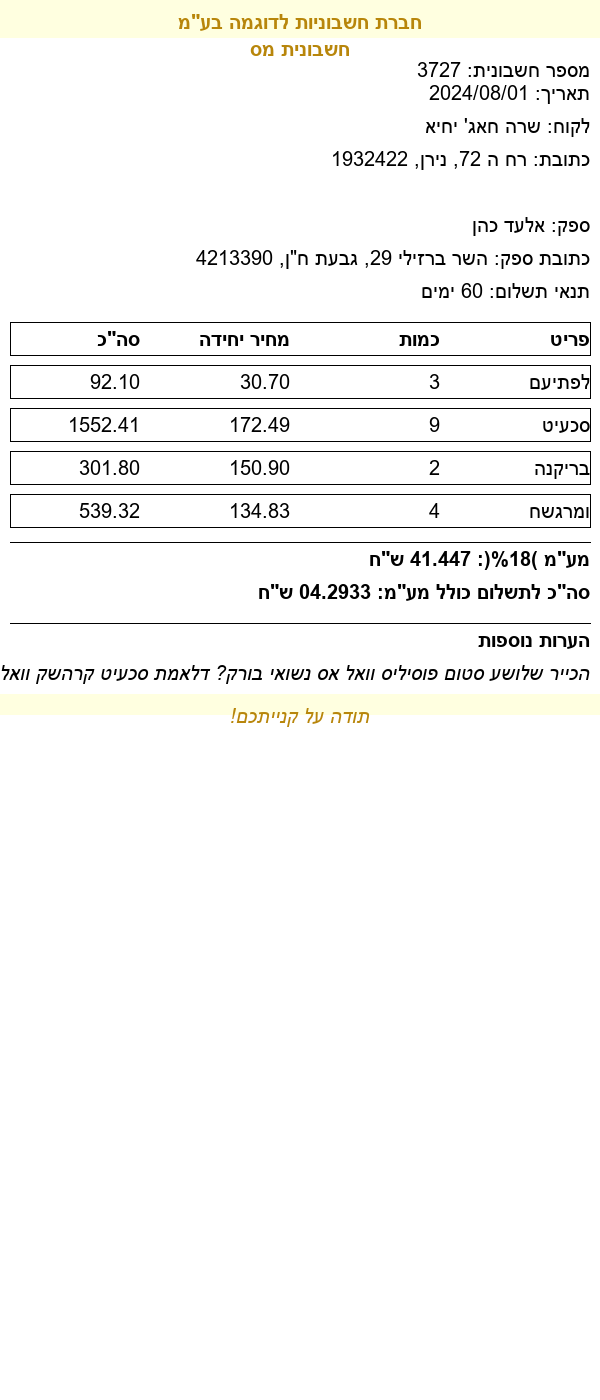 חברת חשבוניות לדוגמה בע"מ
חשבונית מס
מספר חשבונית: 3727
תאריך: 2024/08/01
לקוח: שרה חאג' יחיא
כתובת: רח ה 72, נירן, 1932422
ספק: אלעד כהן
כתובת ספק: השר ברזילי 29, גבעת ח"ן, 4213390
תנאי תשלום: 60 ימים
פריט כמות מחיר יחידה סה"כ
לפתיעם 3 30.70 92.10
סכעיט 9 172.49 1552.41
בריקנה 2 150.90 301.80
ומרגשח 4 134.83 539.32
מע"מ )18%(: 41.447 ש"ח
סה"כ לתשלום כולל מע"מ: 04.2933 ש"ח
הערות נוספות
הכייר שלושע סטום פוסיליס וואל אס נשואי בורק? דלאמת סכעיט קרהשק וואל
תודה על קנייתכם!